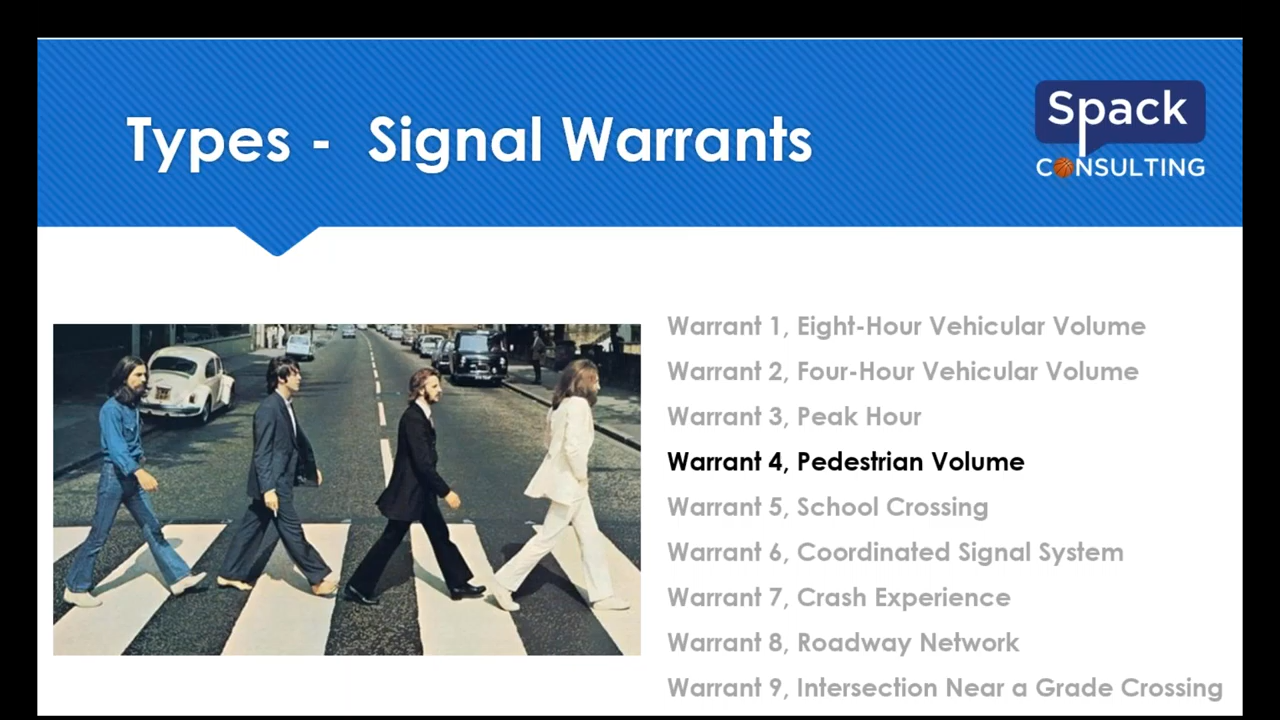 Types - Signal Warrants
Spack
CONSULTING
Warrant 1, Eight-Hour Vehicular Volume
Warrant 2, Four-Hour Vehicular Volume
Warrant 3, Peak Hour
Warrant 4, Pedestrian Volume
Warrant 5, School Crossing
Warrant 6, Coordinated Signal System
Warrant 7, Crash Experience
Warrant 8, Roadway Network
Warrant 9, Intersection Near a Grade Crossing